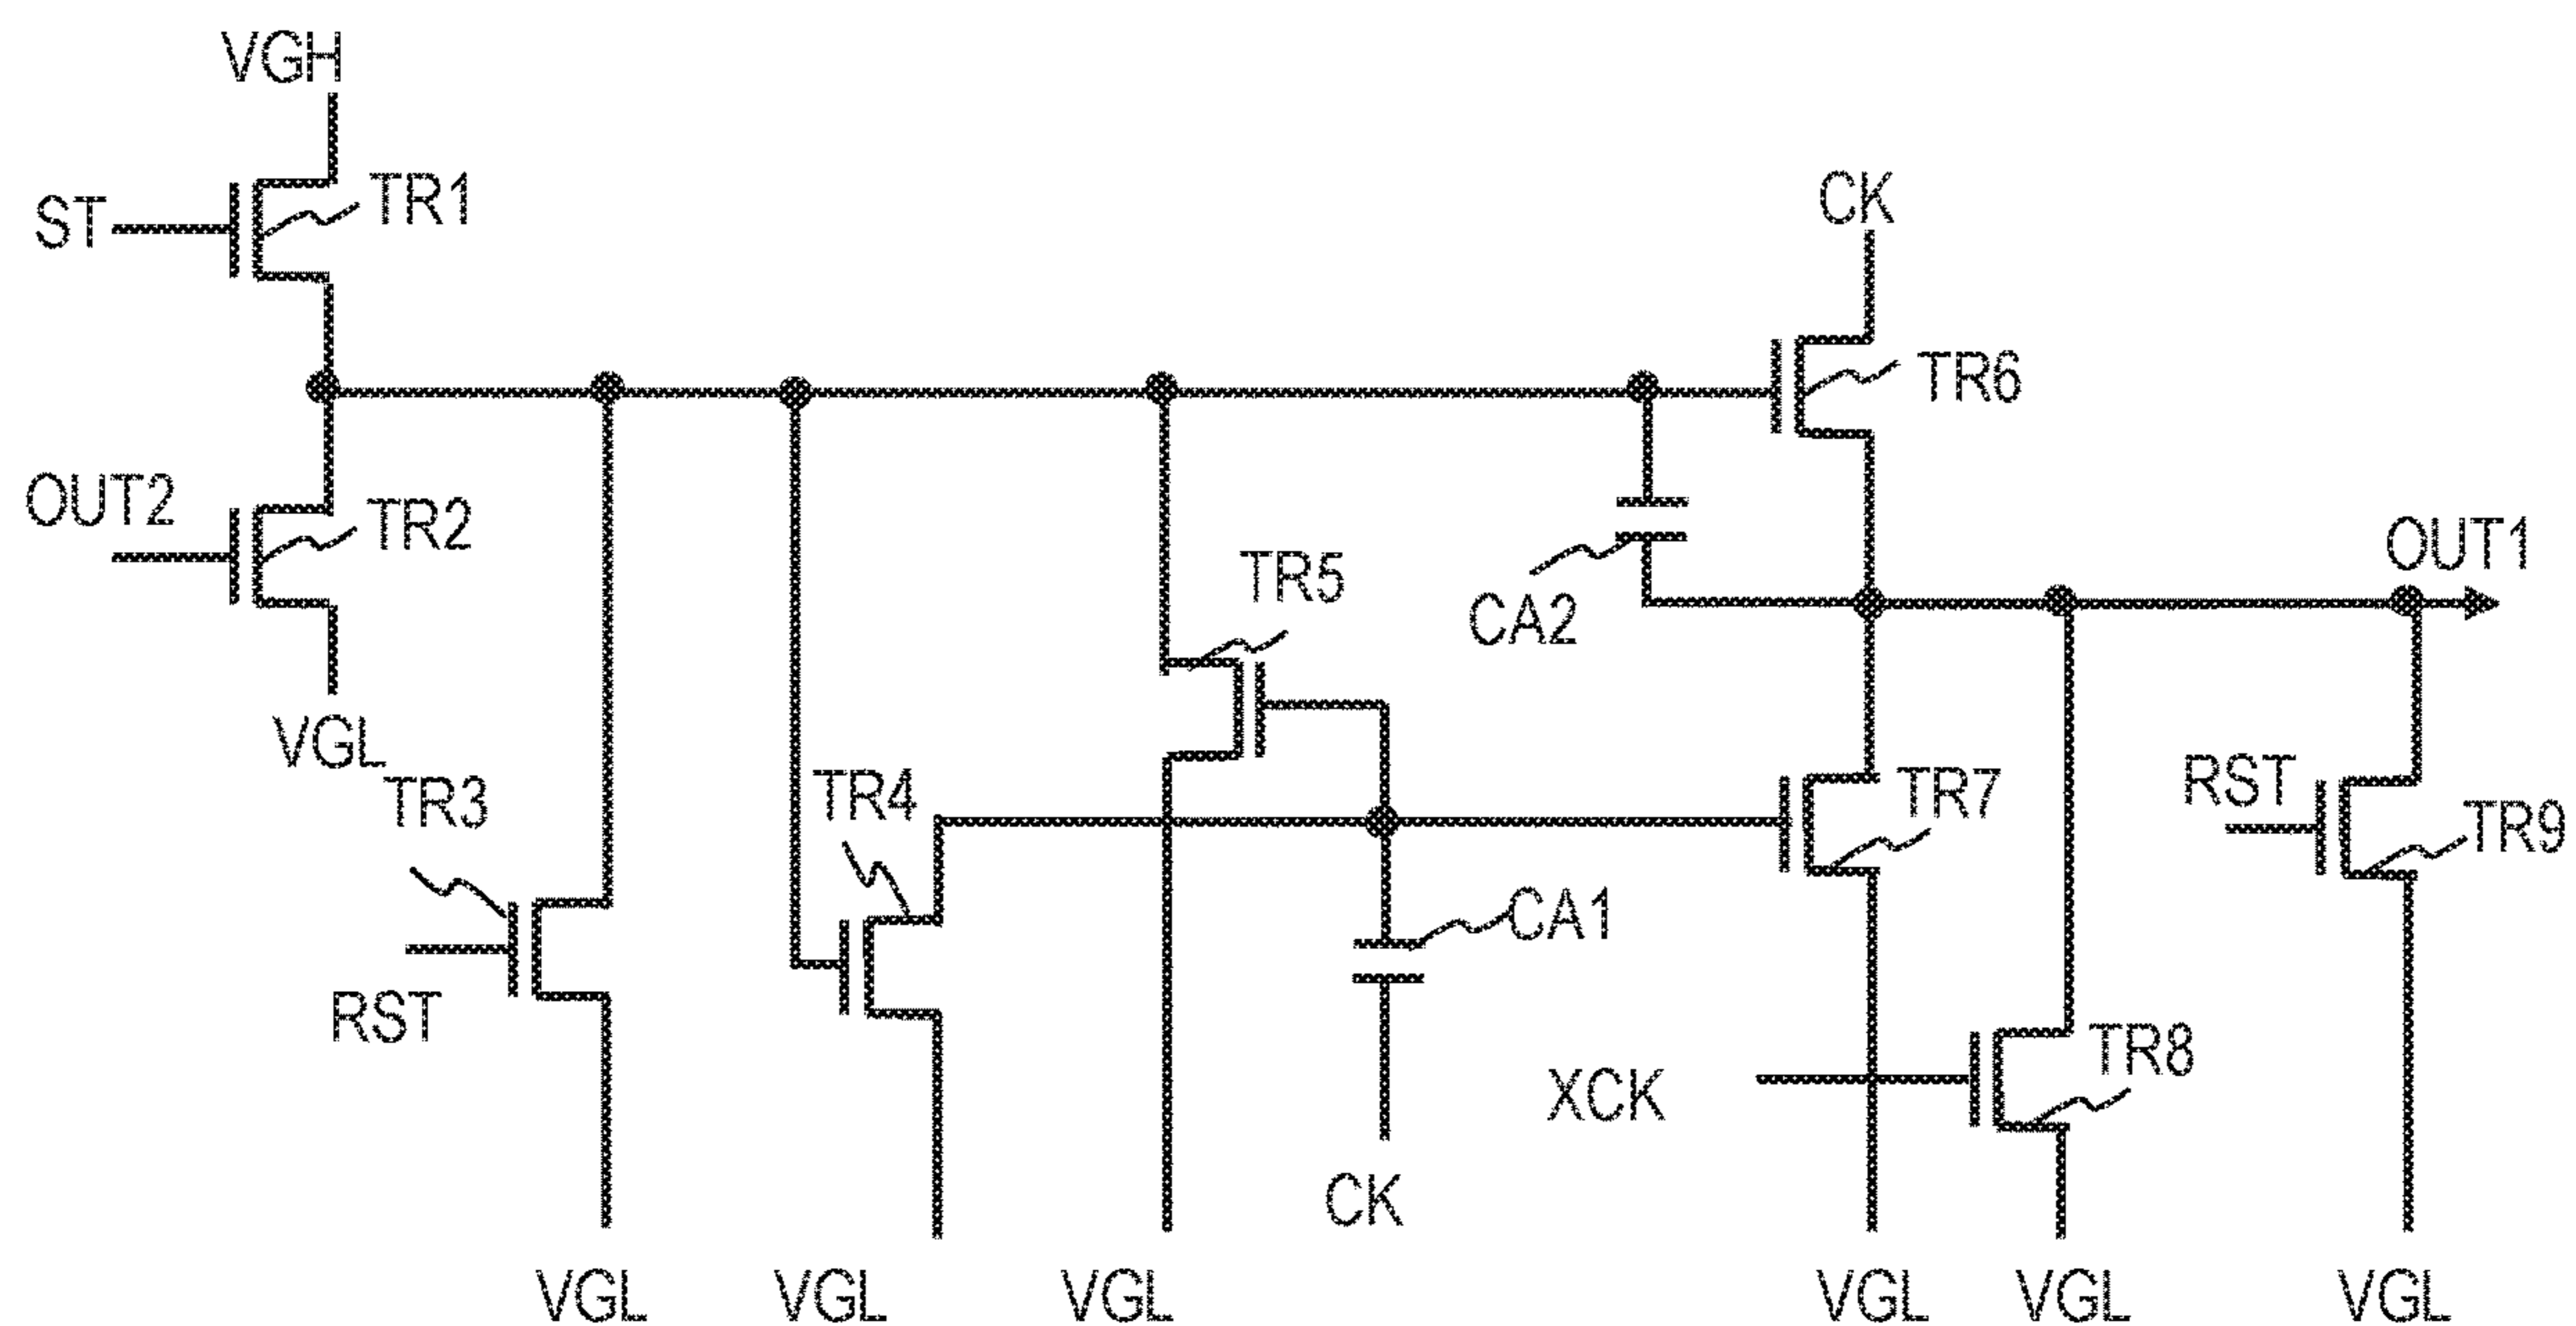 VGH
ST
TR1
CK
TR6
OUT2
TR2
OUT1
TR5
CA2
VGL
TR3
TR4
TR7
RST
TR9
CA1
RST
XCK
TR8
CK
VGL
VGL
VGL
VGL
VGL
VGL